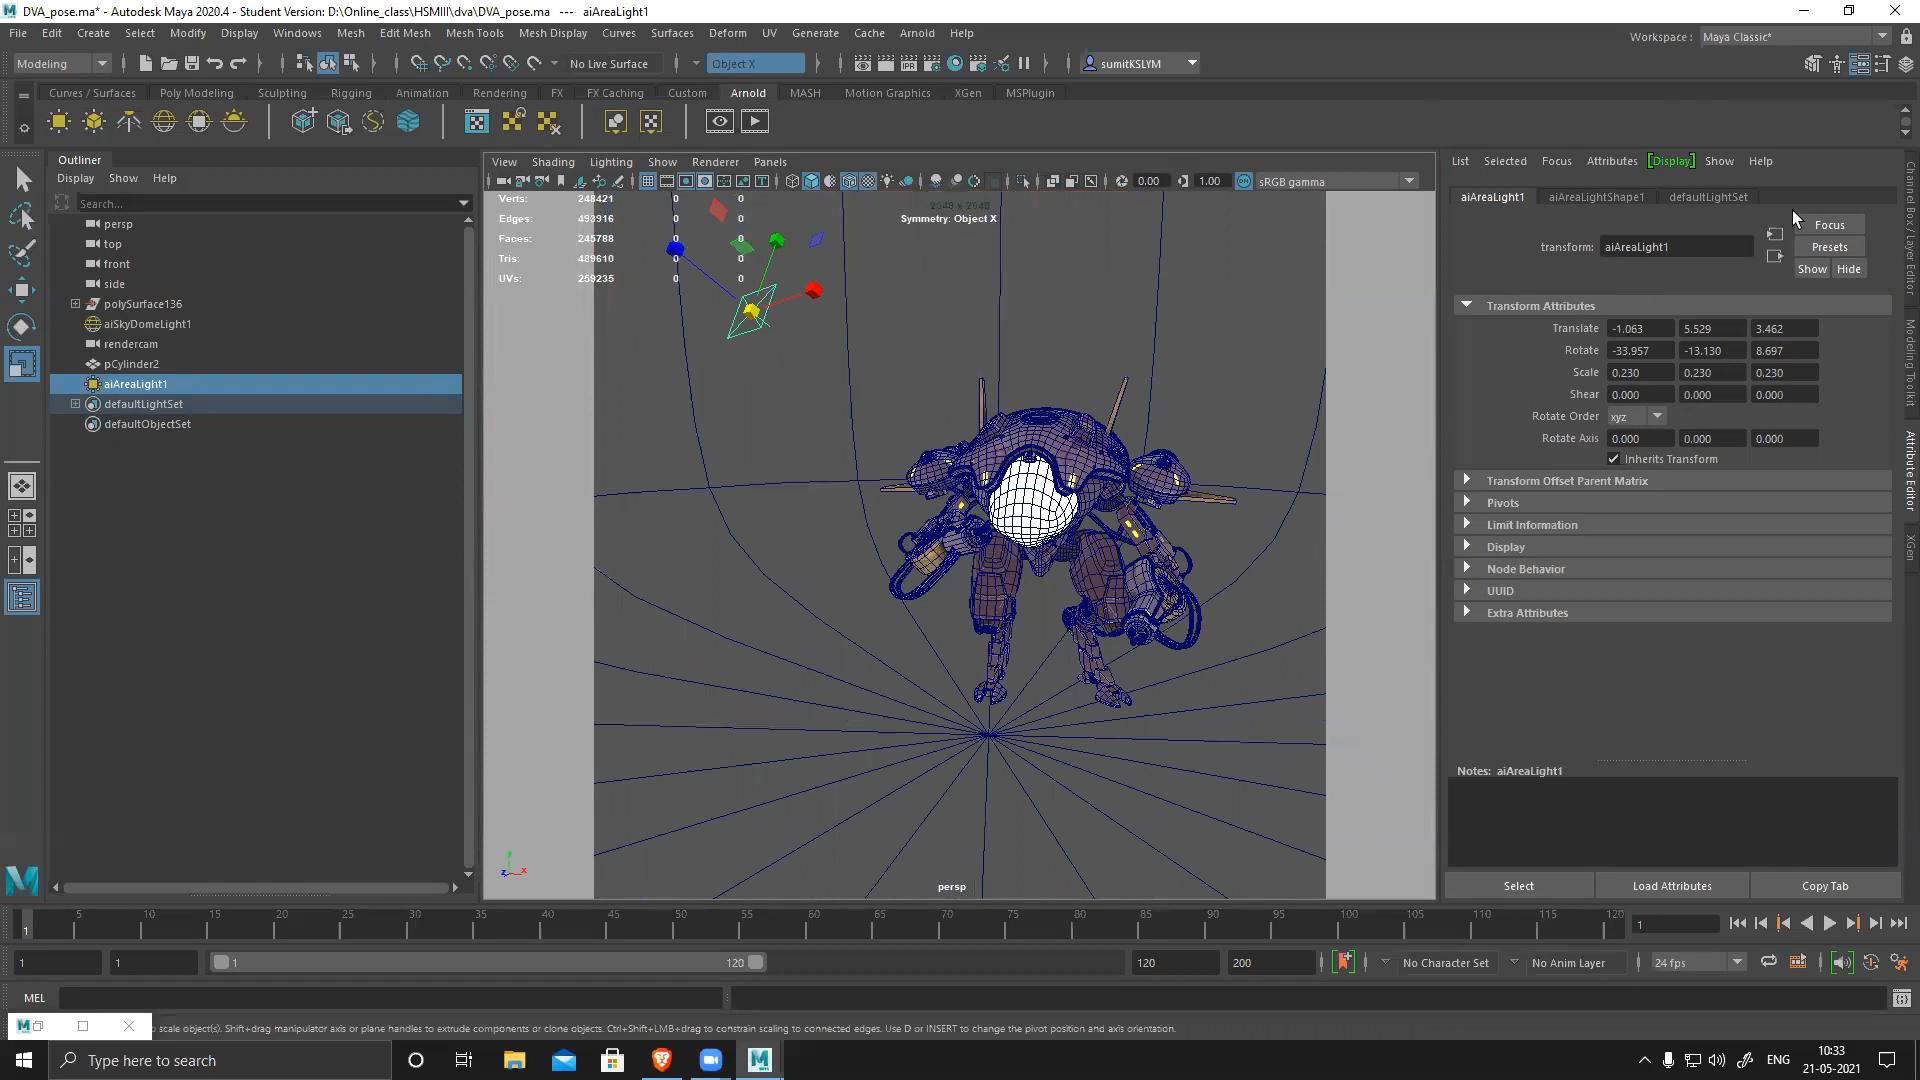 DVA_pose.ma* - Autodesk Maya 2020.4 - Student Version: D:\Online_class\HSMIII\dva\DVA_pose.ma --- aiAreaLight1
File Edit Create Select Modify Display Windows Mesh Edit Mesh Mesh Tools Mesh Display Curves Surfaces Deform UV Generate Cache Arnold Help
Workspace : Maya Classic*
Modeling No Live Surface Object X sumitKSLYM
Curves / Surfaces Poly Modeling Sculpting Rigging Animation Rendering FX FX Caching Custom Arnold MASH Motion Graphics XGen MSPlugin
Outliner
Display Show Help
Search...
persp
top
front
side
polySurface136
aiSkyDomeLight1
rendercam
pCylinder2
aiAreaLight1
defaultLightSet
defaultObjectSet
View Shading Lighting Show Renderer Panels
0.00 1.00 sRGB gamma
2048 x 2048
Symmetry: Object X
Verts: 248421 0 0
Edges: 493916 0 0
Faces: 245788 0 0
Tris: 489610 0 0
UVs: 259235 0 0
persp
List Selected Focus Attributes Display Show Help
aiAreaLight1 aiAreaLightShape1 defaultLightSet
transform: aiAreaLight1
Focus
Presets
Show Hide
Transform Attributes
Translate -1.063 5.529 3.462
Rotate -33.957 -13.130 8.697
Scale 0.230 0.230 0.230
Shear 0.000 0.000 0.000
Rotate Order xyz
Rotate Axis 0.000 0.000 0.000
Inherits Transform
Transform Offset Parent Matrix
Pivots
Limit Information
Display
Node Behavior
UUID
Extra Attributes
Notes: aiAreaLight1
Select Load Attributes Copy Tab
Channel Box / Layer Editor
Modeling Toolkit
Attribute Editor
XGen
5 10 15 20 25 30 35 40 45 50 55 60 65 70 75 80 85 90 95 100 105 110 115 120
1 1
1 1 1 120 120 200 No Character Set No Anim Layer 24 fps
MEL
to scale object(s). Shift+drag manipulator axis or plane handles to extrude components or clone objects. Ctrl+Shift+LMB+drag to constrain scaling to connected edges. Use D or INSERT to change the pivot position and axis orientation.
Type here to search
ENG
10:33
21-05-2021